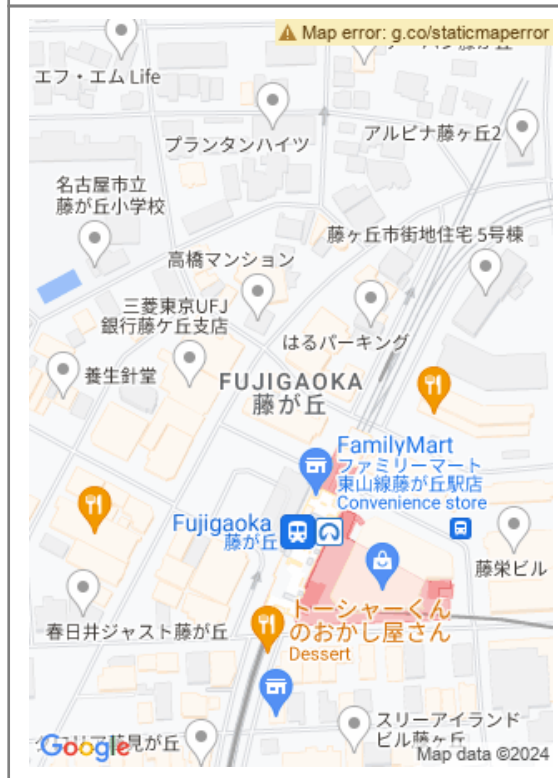 Map error: g.co/staticmaperror
エフ・エム Life
プランタンハイツ
アルビナ藤ヶ丘2
名古屋市立
藤が丘小学校
藤ヶ丘市街地住宅 5号棟
高橋マンション
三菱東京UFJ
銀行藤ケ丘支店
はるパーキング
養生針堂
FUJIGAOKA
藤が丘
FamilyMart
ファミリーマート
東山線藤が丘駅店
Convenience store
Fujigaoka
藤が丘
藤栄ビル
トーシャーくん
のおかし屋さん
Dessert
春日井ジャスト藤が丘
スリーアイランド
ビル藤ヶ丘
見が丘
Google
Map data ©2024